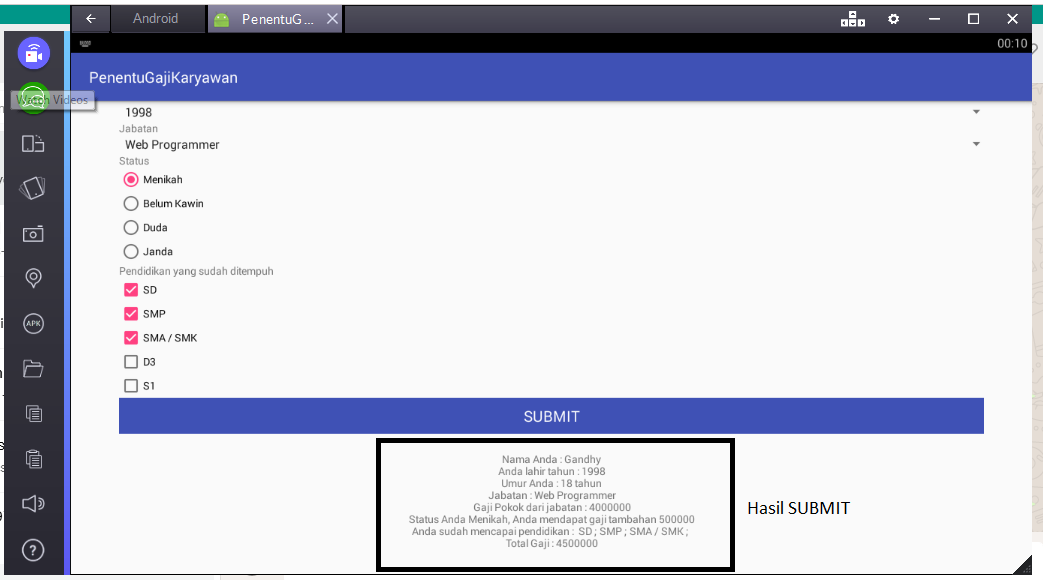 Android
PenentuG...
00:10
PenentuGajiKaryawan
Watch Videos
1998
Jabatan
Web Programmer
Status
Menikah
Belum Kawin
Duda
Janda
Pendidikan yang sudah ditempuh
SD
SMP
SMA / SMK
D3
S1
SUBMIT
Nama Anda : Gandhy
Anda lahir tahun : 1998
Umur Anda : 18 tahun
Jabatan : Web Programmer
Gaji Pokok dari jabatan : 4000000
Status Anda Menikah, Anda mendapat gaji tambahan 500000
Anda sudah mencapai pendidikan : SD ; SMP ; SMA / SMK ;
Total Gaji : 4500000
Hasil SUBMIT
APK